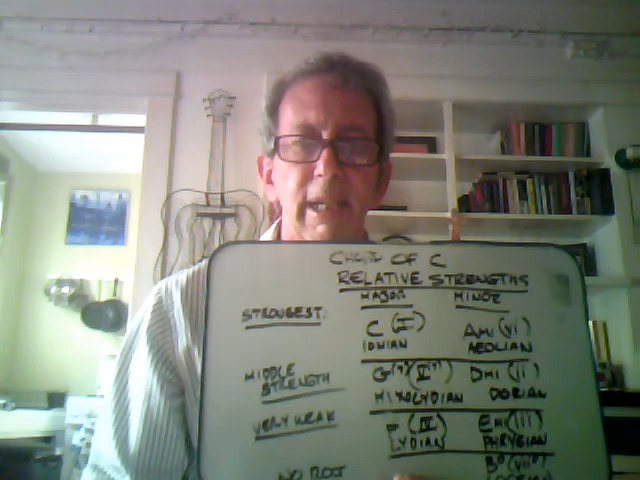 OF C
RELATIVE STRENGTHS
MAJOR MINOR
STRONGEST:
C (I) AMI (VI)
IONIAN AEOLIAN
MIDDLE STRENGTH G(7) (V) DMI (II)
MIXOLYDIAN DORIAN
VERY WEAK (IV) EMI (III)
LYDIAN PHRYGIAN
NO ROOT